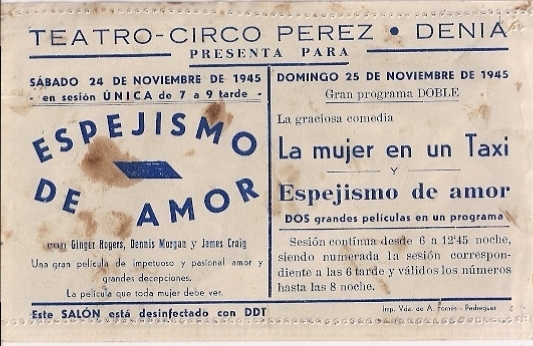 TEATRO-CIRCO PEREZ • DENIA
PRESENTA PARA
SÁBADO 24 DE NOVIEMBRE DE 1945
- en sesión ÚNICA de 7 a 9 tarde -
ESPEJISMO
DE AMOR
con Ginger Rogers, Dennis Morgan y James Craig
Una gran película de impetuoso y pasional amor y
grandes decepciones.
La película que toda mujer debe ver.
Este SALÓN está desinfectado con DDT
DOMINGO 25 DE NOVIEMBRE DE 1945
Gran programa DOBLE
La graciosa comedia
La mujer en un Taxi
Y
Espejismo de amor
DOS grandes películas en un programa
Sesión contínua desde 6 a 12'45 noche,
siendo numerada la sesión correspon-
diente a las 6 tarde y válidos los números
hasta las 8 noche.
Imp. Vda. de A. Fornés - Pedreguer